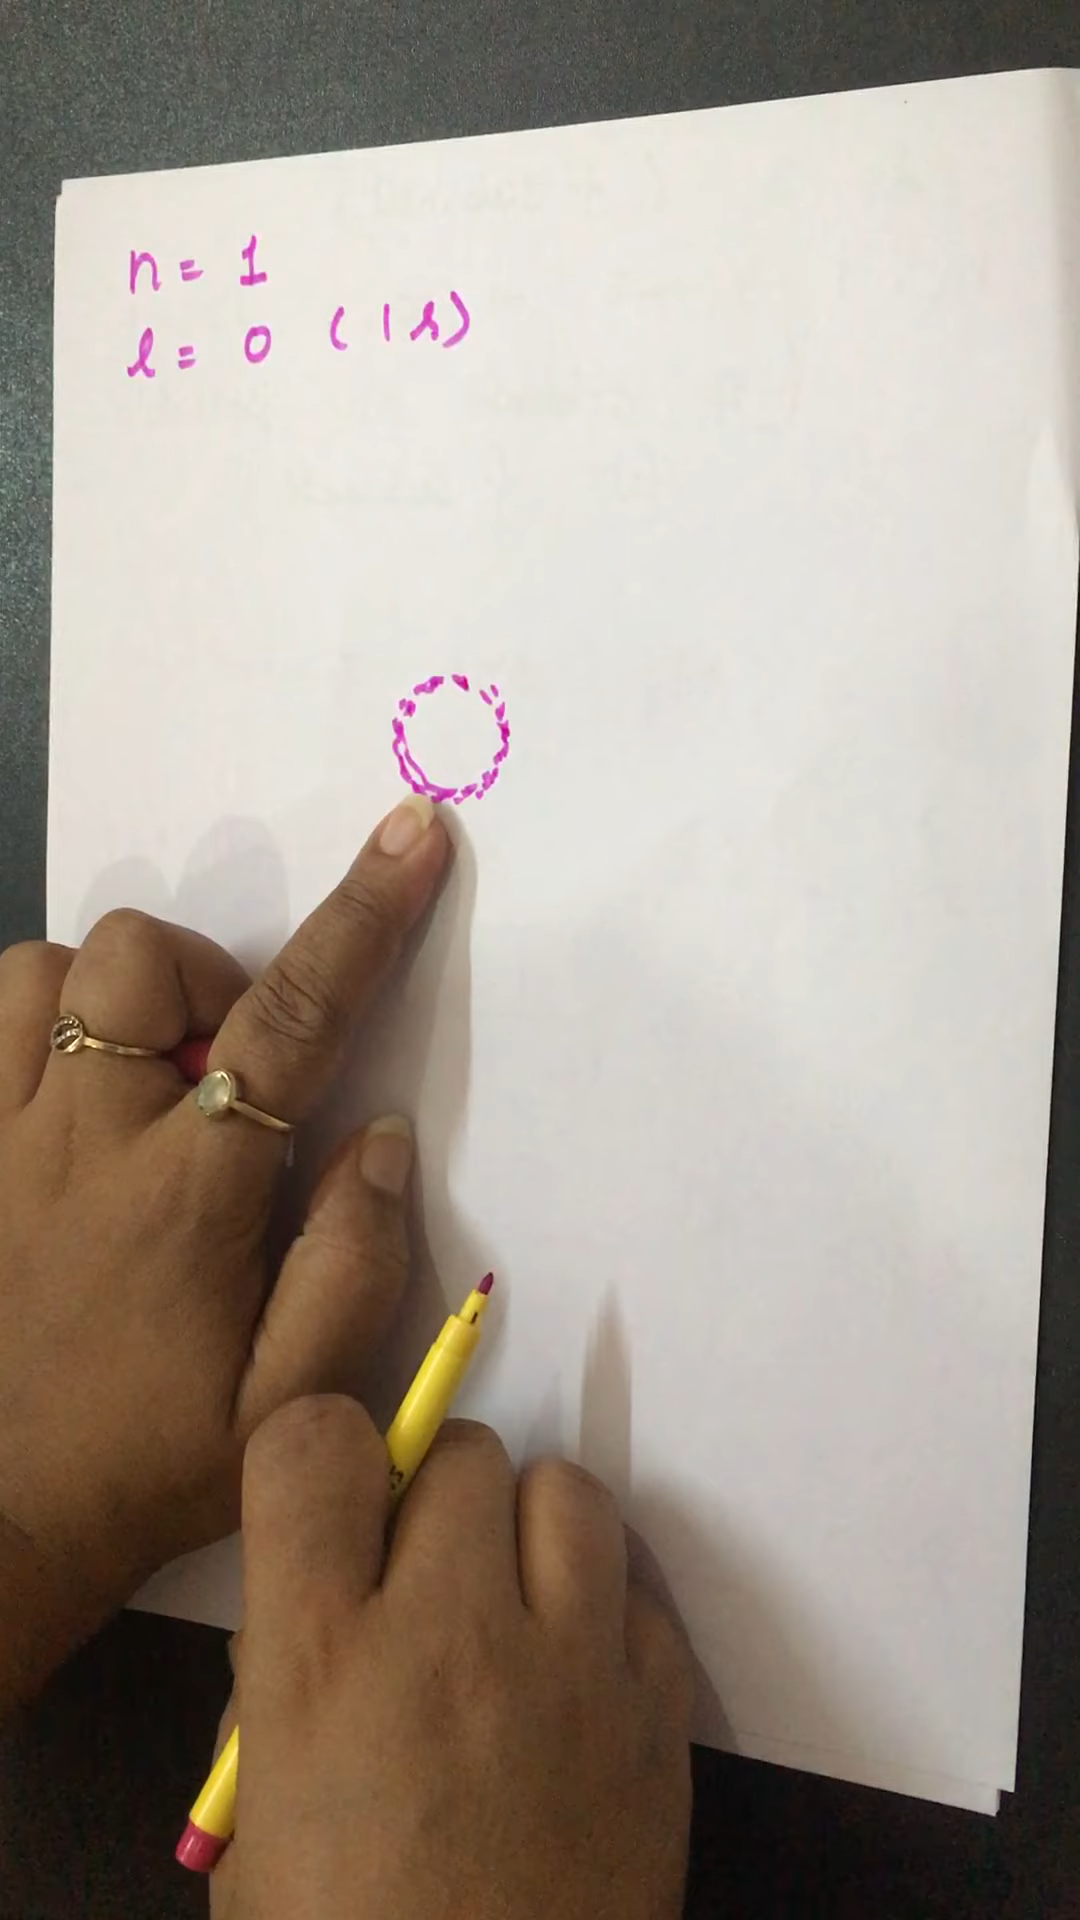 n = 1
l = 0 (1s)